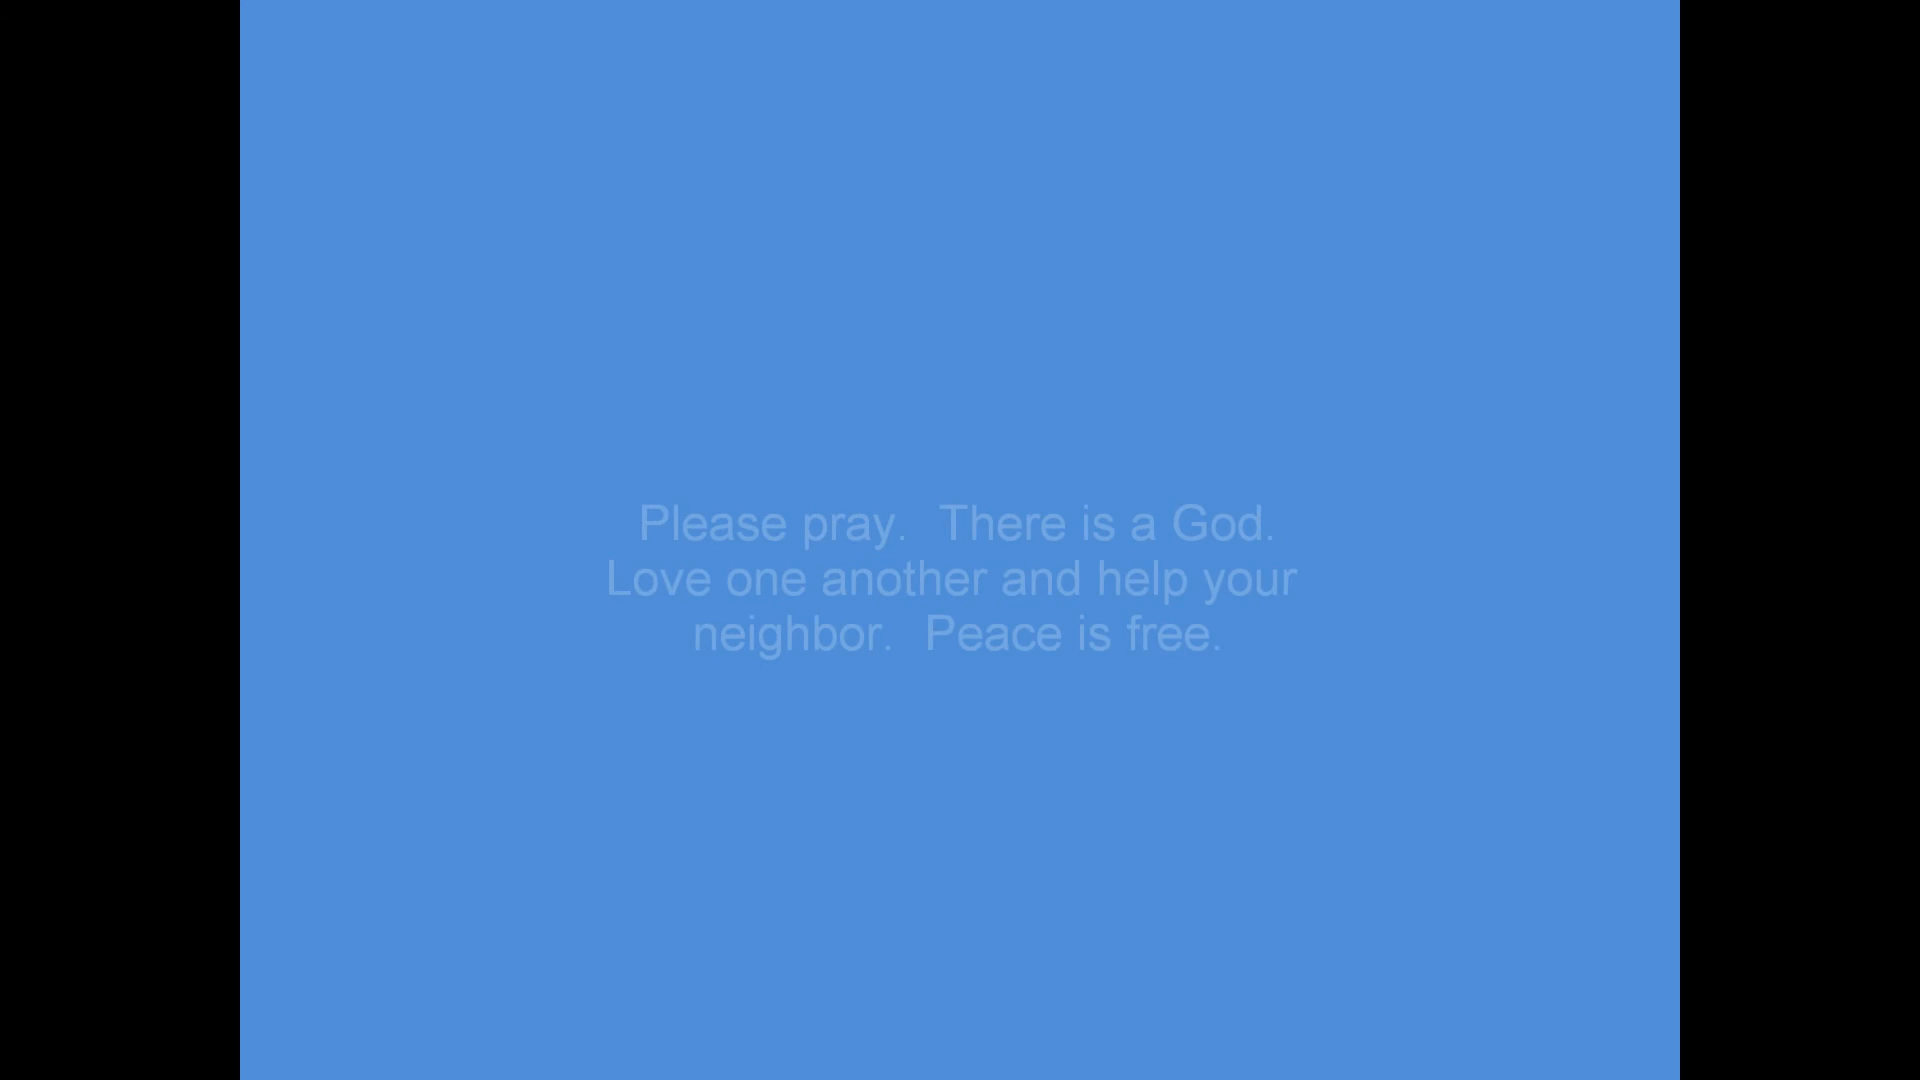 Please pray.  There is a God.
Love one another and help your
neighbor.  Peace is free.